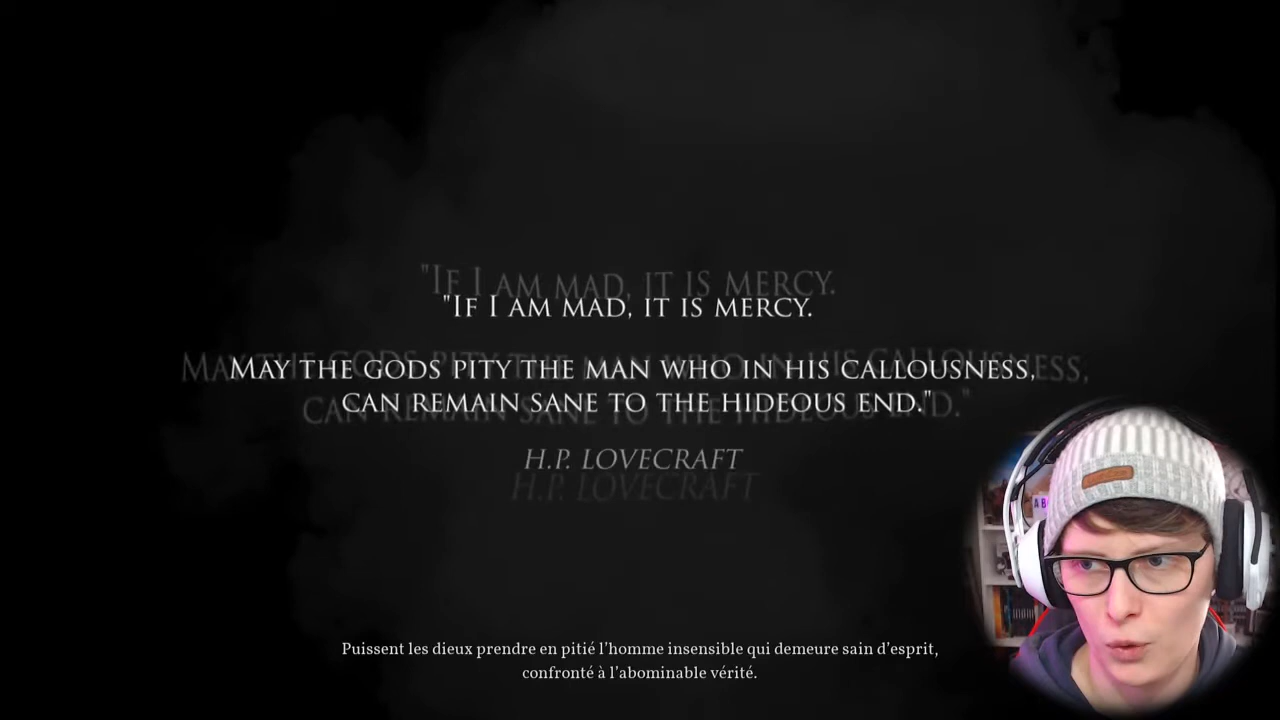 "If I am mad, it is mercy.
May the gods pity the man who in his callousness,
can remain sane to the hideous end."
H.P. Lovecraft
Puissent les dieux prendre en pitié l’homme insensible qui demeure sain d’esprit,
confronté à l’abominable vérité.